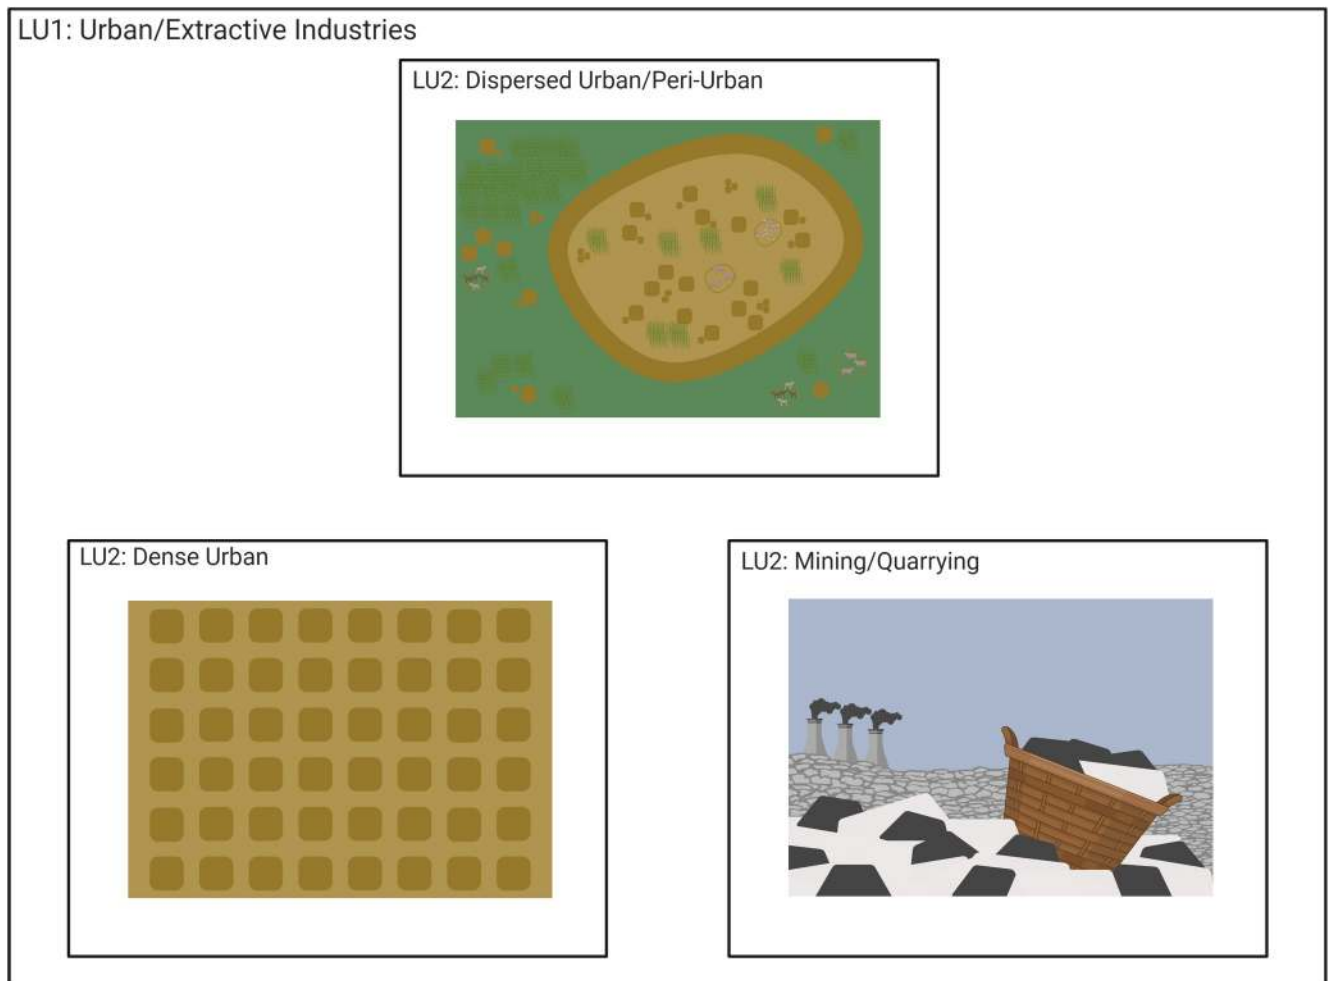 LU1: Urban/Extractive Industries
LU2: Dispersed Urban/Peri-Urban
LU2: Dense Urban
LU2: Mining/Quarrying